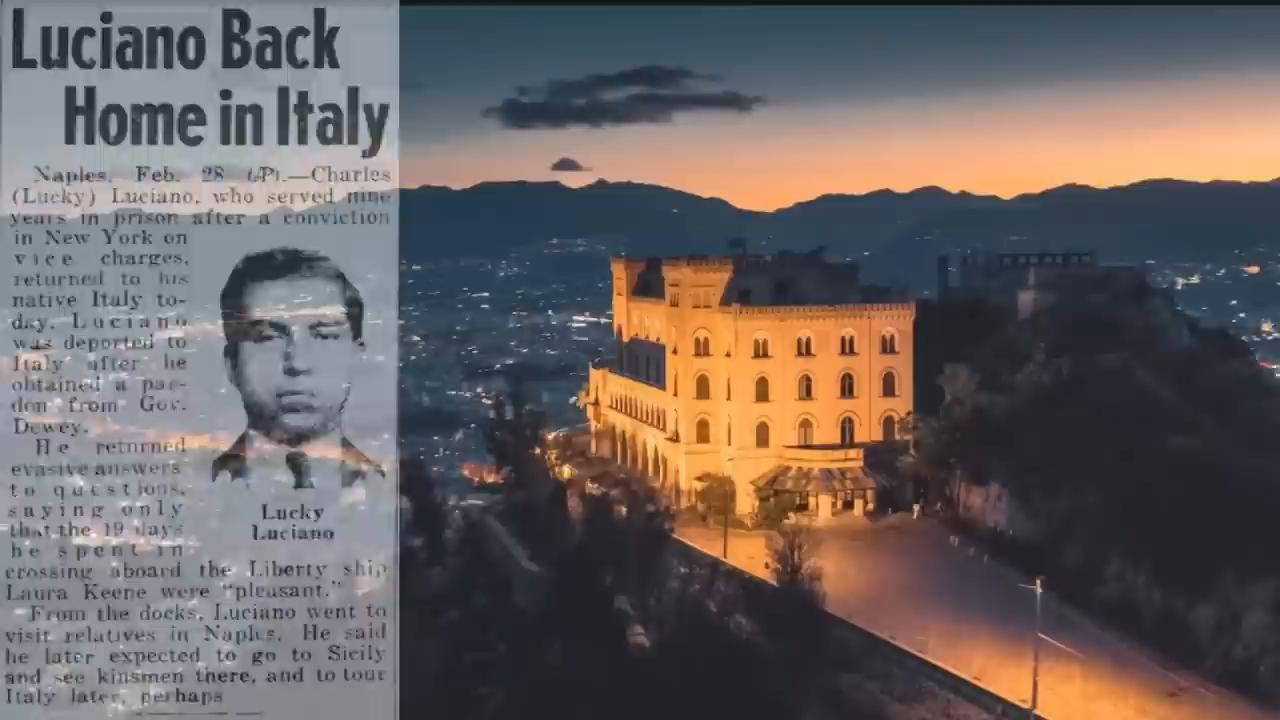 Luciano Back
Home in Italy
Naples, Feb. 28 (AP).—Charles
(Lucky) Luciano, who served nine
years in prison after a conviction
in New York on
vice charges,
returned to his
native Italy to-
day. Luciano
was deported to
Italy after he
obtained a par-
don from Gov.
Dewey.
He returned
evasive answers
to questions,
saying only
that the 19 days
he spent in
crossing aboard the Liberty ship
Laura Keene were "pleasant."
From the docks, Luciano went to
visit relatives in Naples. He said
he later expected to go to Sicily
and see kinsmen there, and to tour
Italy later, perhaps
Lucky
Luciano